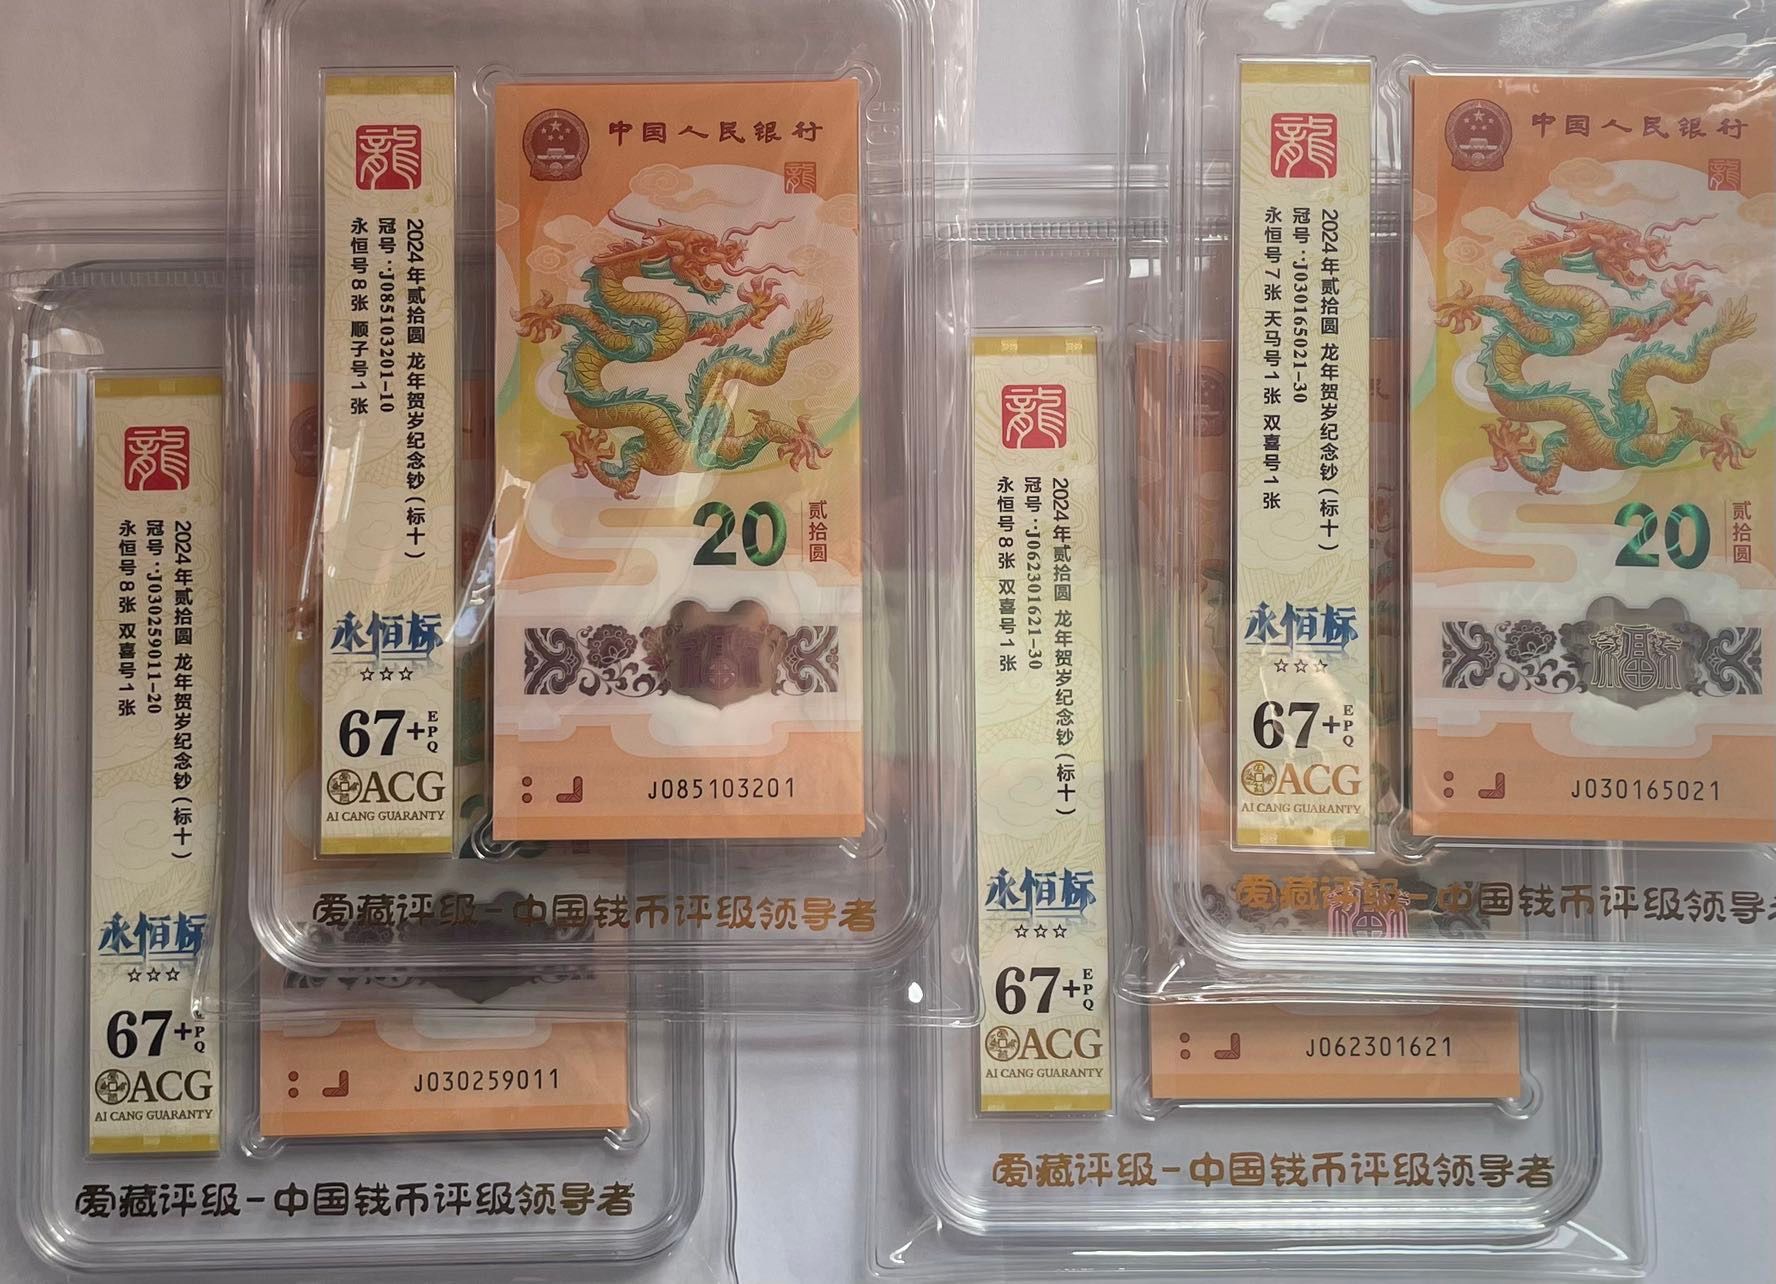 龍
2024年贰拾圆 龙年贺岁纪念钞(标十)
冠号:J085103201-10
永恒号8张 顺子号1张
永恒标
☆☆☆
67+
EPQ
ACG
AI CANG GUARANTY
中国人民银行
龍
20
贰拾圆
福
J085103201
爱藏评级-中国钱币评级领导者
龍
2024年贰拾圆 龙年贺岁纪念钞(标十)
冠号:J030165021-30
永恒号7张 天马号1张 双喜号1张
永恒标
☆☆☆
67+
EPQ
ACG
AI CANG GUARANTY
中国人民银行
龍
20
贰拾圆
福
J030165021
爱藏评级-中国钱币评级领导
龍
2024年贰拾圆 龙年贺岁纪念钞(标十)
冠号:J030259011-20
永恒号8张 双喜号1张
永恒标
☆☆☆
67+
EPQ
ACG
AI CANG GUARANTY
J030259011
爱藏评级-中国钱币评级领导者
龍
2024年贰拾圆 龙年贺岁纪念钞(标十)
冠号:J062301621-30
永恒号8张 双喜号1张
永恒标
☆☆☆
67+
EPQ
ACG
AI CANG GUARANTY
J062301621
爱藏评级-中国钱币评级领导者